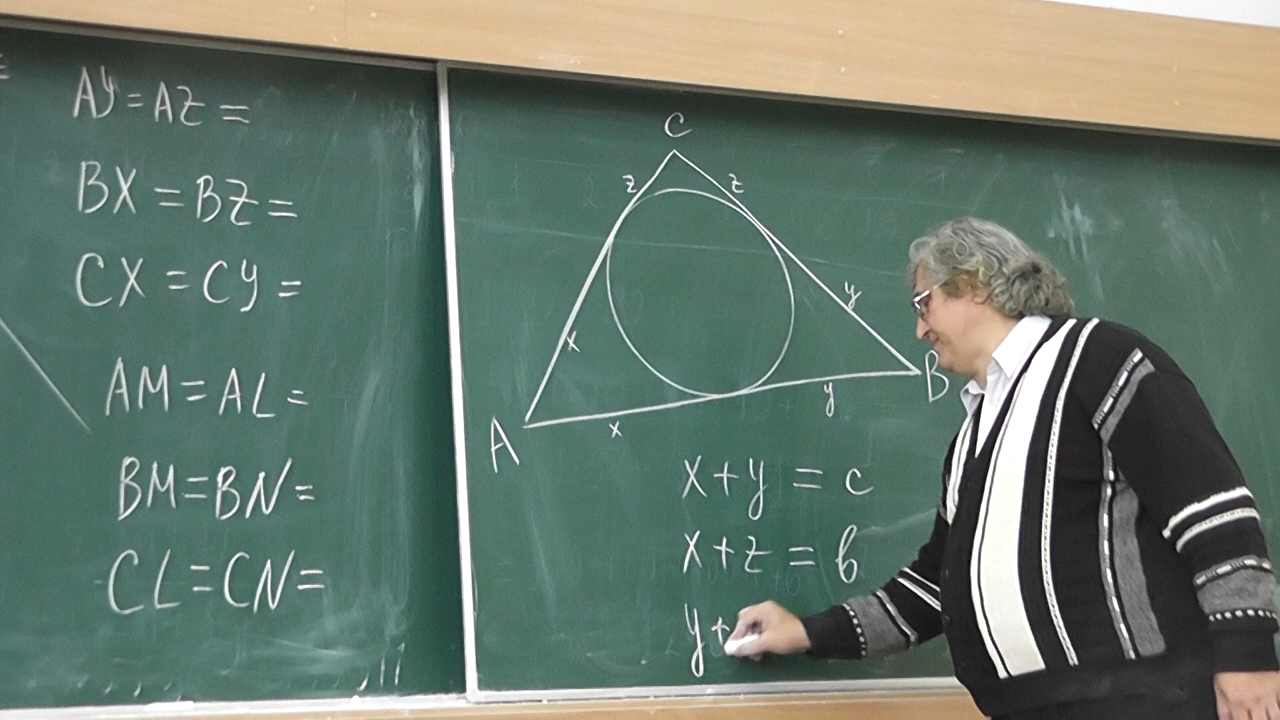 AY = AZ =
BX = BZ =
CX = CY =
AM = AL =
BM = BN =
CL = CN =
C
z z
x y
A x y B
x + y = c
x + z = b
y +